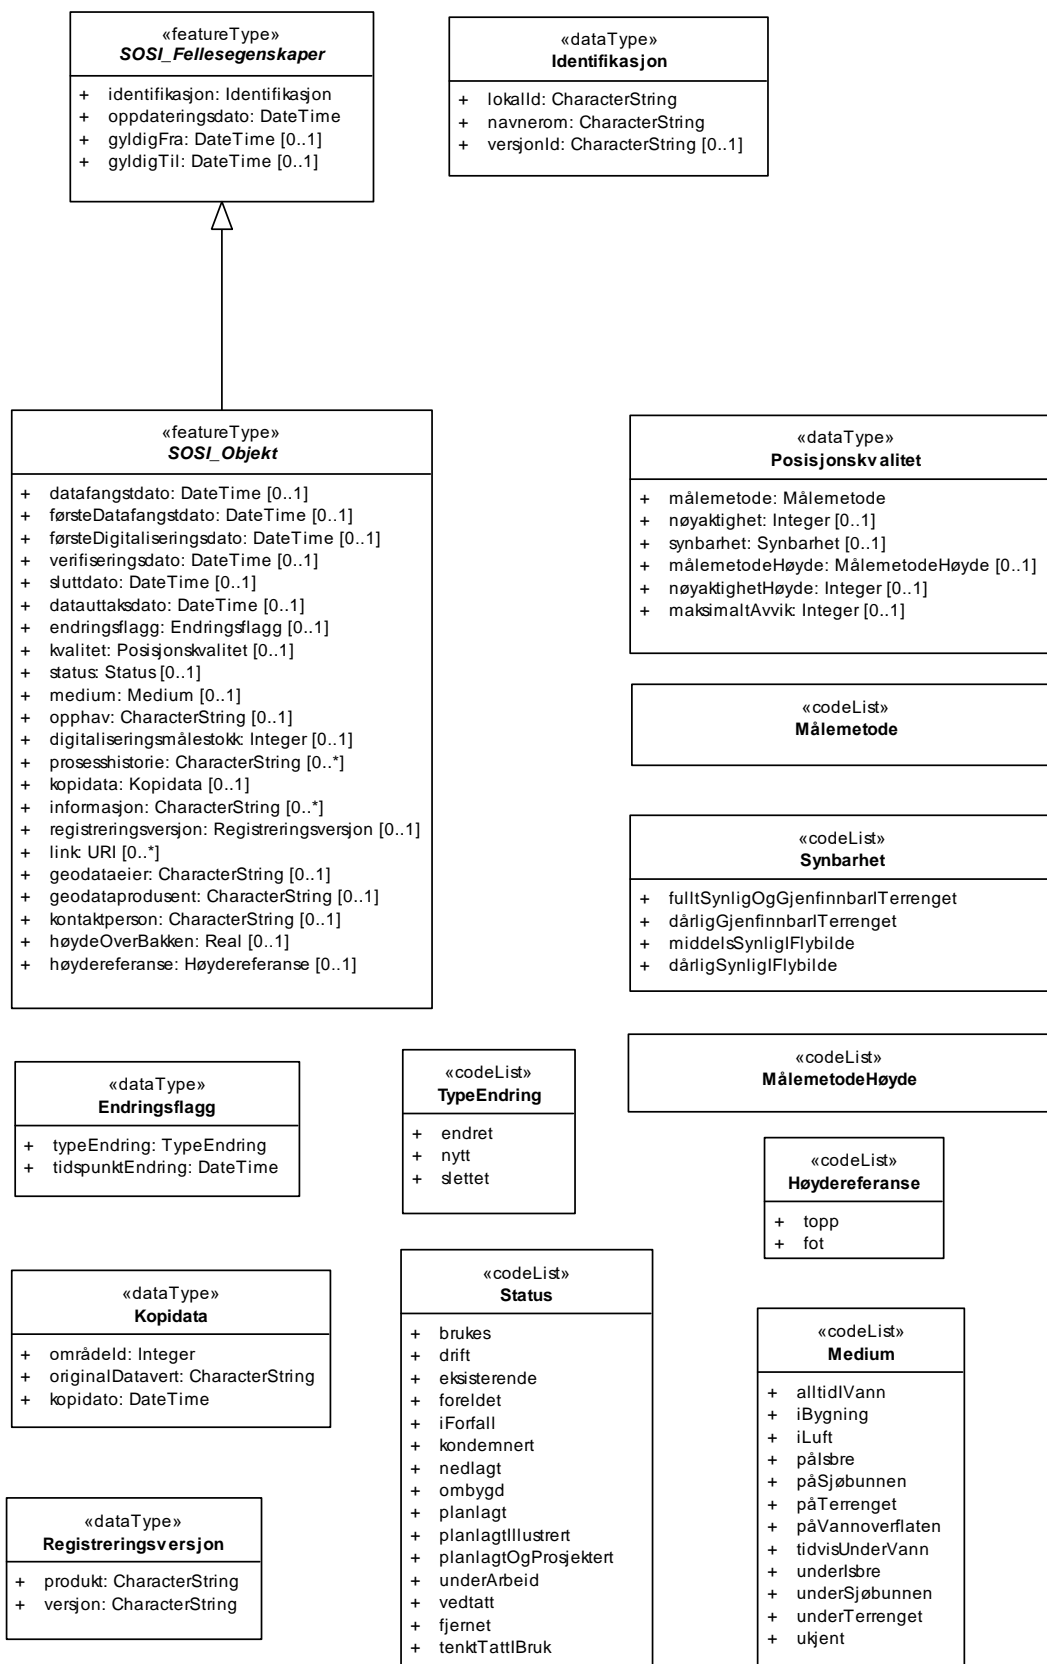 «featureType»
SOSI_Fellesegenskaper
+ identifikasjon: Identifikasjon
+ oppdateringsdato: DateTime
+ gyldigFra: DateTime [0..1]
+ gyldigTil: DateTime [0..1]
«dataType»
Identifikasjon
+ lokalId: CharacterString
+ navnerom: CharacterString
+ versjonId: CharacterString [0..1]
«featureType»
SOSI_Objekt
+ datafangstdato: DateTime [0..1]
+førsteDatafangstdato: DateTime [0..1]
+ førsteDigitaliseringsdato: DateTime [0..1]
+ verifiseringsdato: DateTime [0..1]
+ sluttdato: DateTime [0..1]
+ datauttaksdato: DateTime [0..1]
+ endringsflagg: Endringsflagg [0..1]
+ kvalitet: Posisjonskvalitet [0..1]
+ status: Status [0..1]
+ medium: Medium [0..1]
+ opphav: CharacterString [0..1]
+ digitaliseringsmålestokk: Integer [0..1]
+ prosesshistorie: CharacterString [0..*]
+ kopidata: Kopidata [0..1]
+ informasjon: CharacterString [0..*]
+ registreringsversjon: Registreringsversjon [0..1]
+ link: URI [0..*]
+ geodataeier: CharacterString [0..1]
+ geodataprodusent: CharacterString [0..1]
+ kontaktperson: CharacterString [0..1]
+ høydeOverBakken: Real [0..1]
+ høydereferanse: Høydereferanse [0..1]
«dataType»
Posisjonskvalitet
+ målemetode: Målemetode
+ nøyaktighet: Integer [0..1]
+ synbarhet: Synbarhet [0..1]
+ målemetodeHøyde: MålemetodeHøyde [0..1]
+ nøyaktighetHøyde: Integer [0..1]
+ maksimaltAvvik: Integer [0..1]
«codeList»
Målemetode
«codeList»
Synbarhet
+ fulltSynligOgGjenfinnbarITerrenget
+ dårligGjenfinnbarITerrenget
+ middelsSynligIFlybilde
+ dårligSynligIFlybilde
«codeList»
MålemetodeHøyde
«dataType»
Endringsflagg
+ typeEndring: TypeEndring
+ tidspunktEndring: DateTime
«codeList»
TypeEndring
+ endret
+ nytt
+ slettet
«codeList»
Høydereferanse
+ topp
+ fot
«dataType»
Kopidata
+ områdeId: Integer
+ originalDatavert: CharacterString
+ kopidato: DateTime
«codeList»
Status
+ brukes
+ drift
+ eksisterende
+ foreldet
+ iForfall
+ kondemnert
+ nedlagt
+ ombygd
+ planlagt
+ planlagtIllustrert
+ planlagtOgProsjektert
+ underArbeid
+ vedtatt
+ fjernet
+ tenktTattIBruk
«codeList»
Medium
+ alltidIVann
+ iBygning
+ iLuft
+ påIsbre
+ påSjøbunnen
+ påTerrenget
+ påVannoverflaten
+ tidvisUnderVann
+ underIsbre
+ underSjøbunnen
+ underTerrenget
+ ukjent
«dataType»
Registreringsversjon
+ produkt: CharacterString
+ versjon: CharacterString